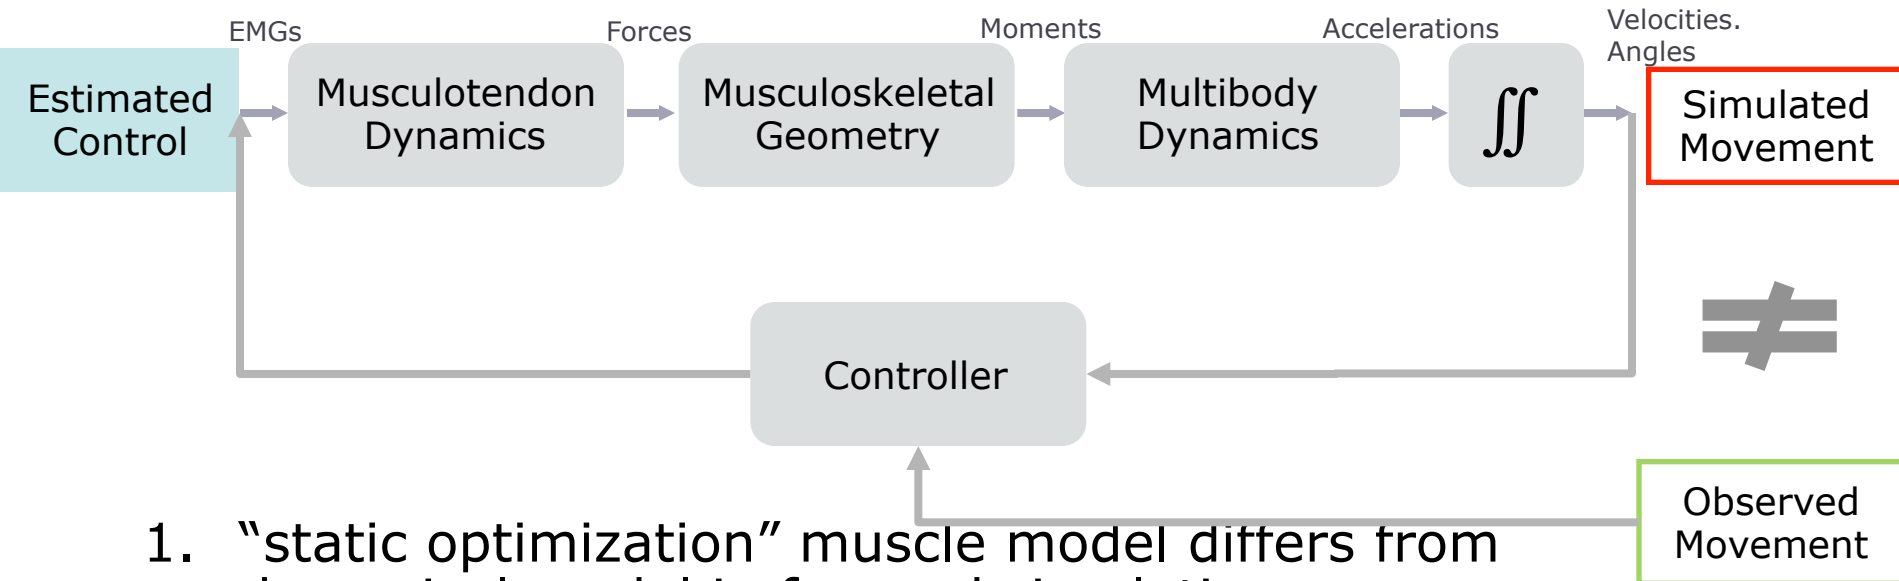 EMGs
Forces
Moments
Accelerations
Velocities.
Angles
Estimated
Control
Musculotendon
Dynamics
Musculoskeletal
Geometry
Multibody
Dynamics
∬
Simulated
Movement
≠
Controller
Observed
Movement
1. “static optimization” muscle model differs from